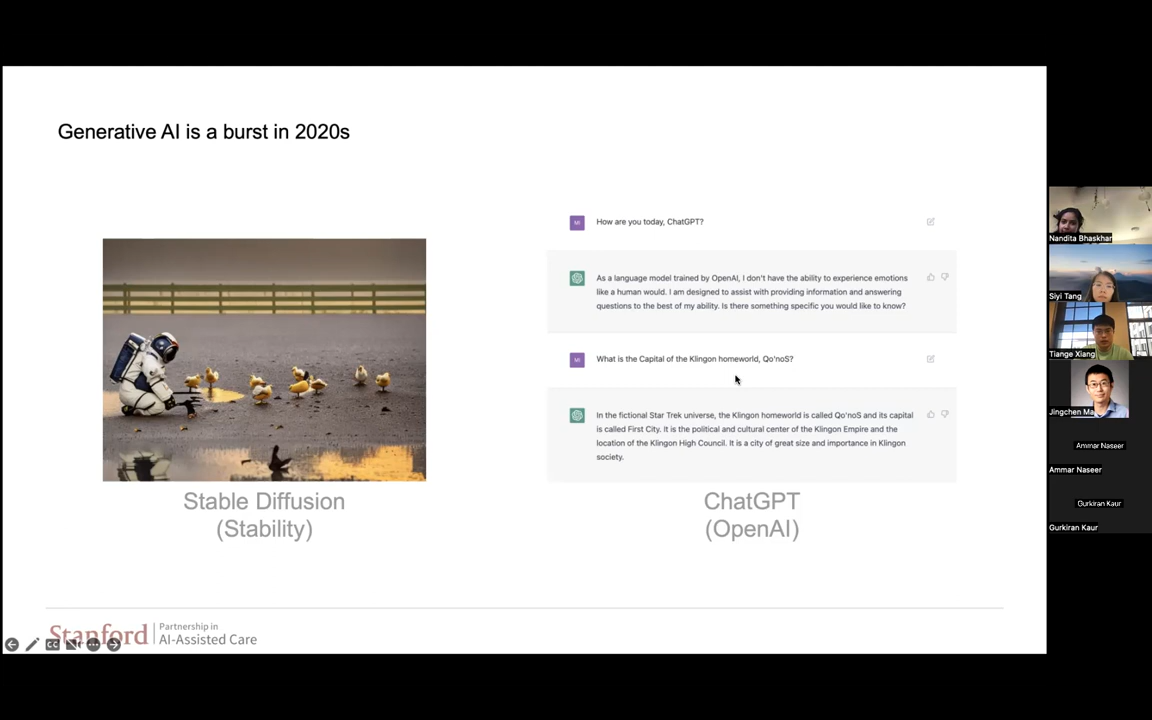 Generative AI is a burst in 2020s
MI
How are you today, ChatGPT?
As a language model trained by OpenAI, I don't have the ability to experience emotions
like a human would. I am designed to assist with providing information and answering
questions to the best of my ability. Is there something specific you would like to know?
MI
What is the Capital of the Klingon homeworld, Qo'noS?
In the fictional Star Trek universe, the Klingon homeworld is called Qo'noS and its capital
is called First City. It is the political and cultural center of the Klingon Empire and the
location of the Klingon High Council. It is a city of great size and importance in Klingon
society.
Stable Diffusion
(Stability)
ChatGPT
(OpenAI)
Stanford
Partnership in
AI-Assisted Care
CC
Nandita Bhaskhar
Siyi Tang
Tiange Xiang
Jingchen Ma
Ammar Naseer
Ammar Naseer
Gurkiran Kaur
Gurkiran Kaur